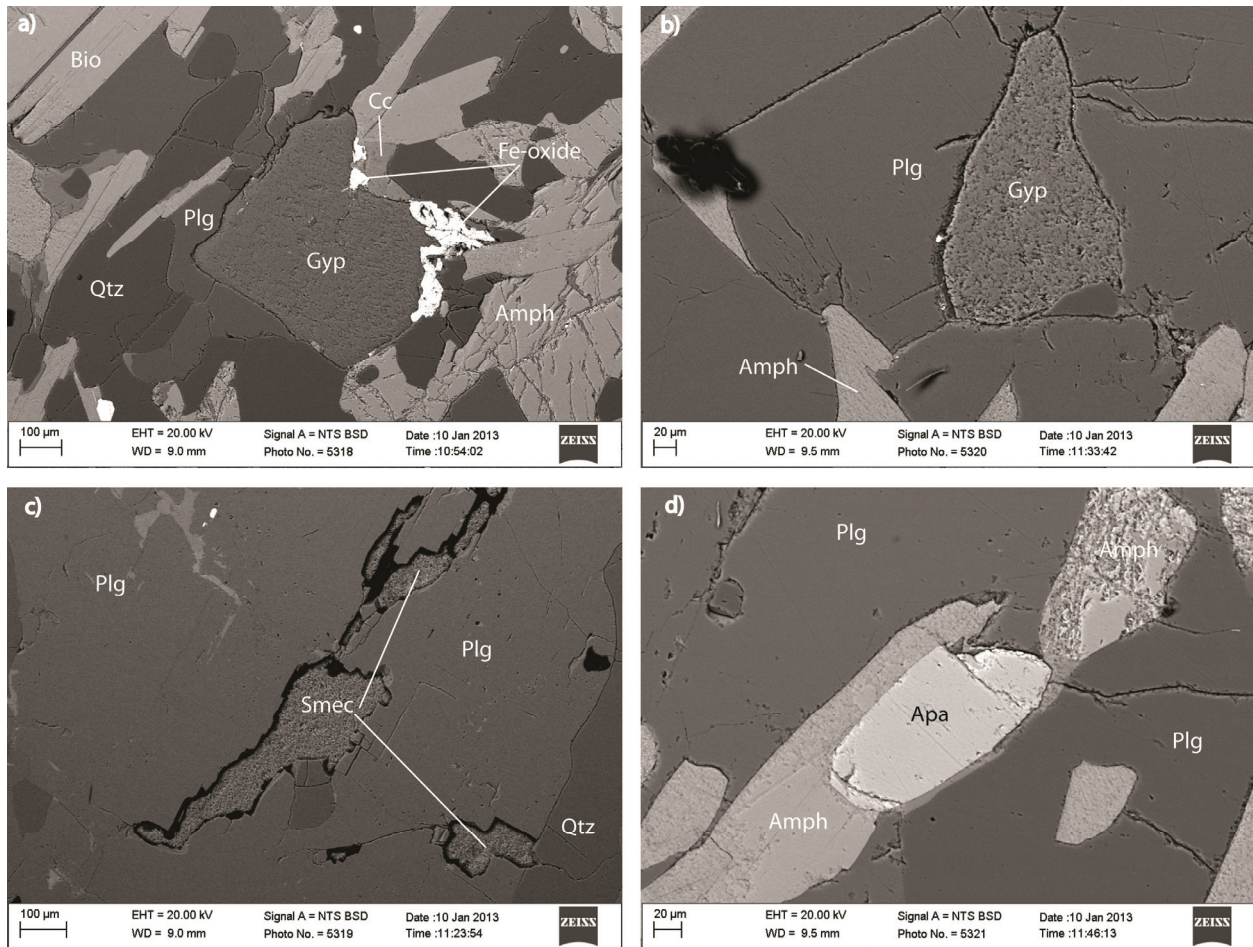 a)
Bio
Cc
Fe-oxide
Plg
Gyp
Qtz
Amph
100 µm
EHT = 20.00 kV
WD = 9.0 mm
Signal A = NTS BSD
Photo No. = 5318
Date :10 Jan 2013
Time :10:54:02
ZEISS
b)
Plg
Gyp
Amph
20 µm
EHT = 20.00 kV
WD = 9.5 mm
Signal A = NTS BSD
Photo No. = 5320
Date :10 Jan 2013
Time :11:33:42
ZEISS
c)
Plg
Plg
Smec
Qtz
100 µm
EHT = 20.00 kV
WD = 9.0 mm
Signal A = NTS BSD
Photo No. = 5319
Date :10 Jan 2013
Time :11:23:54
ZEISS
d)
Plg
Amph
Apa
Plg
Amph
20 µm
EHT = 20.00 kV
WD = 9.5 mm
Signal A = NTS BSD
Photo No. = 5321
Date :10 Jan 2013
Time :11:46:13
ZEISS